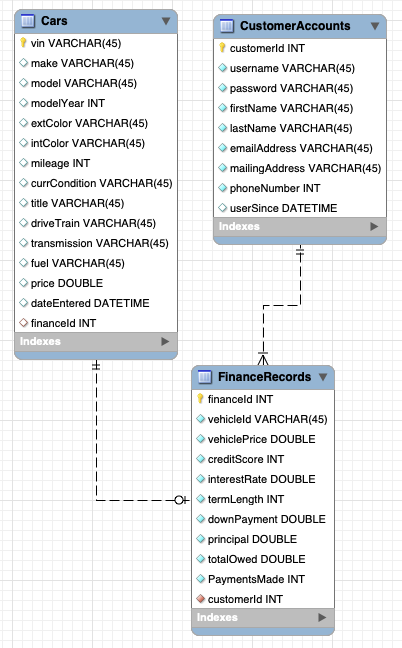 Cars
vin VARCHAR(45)
make VARCHAR(45)
model VARCHAR(45)
modelYear INT
extColor VARCHAR(45)
intColor VARCHAR(45)
mileage INT
currCondition VARCHAR(45)
title VARCHAR(45)
driveTrain VARCHAR(45)
transmission VARCHAR(45)
fuel VARCHAR(45)
price DOUBLE
dateEntered DATETIME
financeId INT
Indexes
CustomerAccounts
customerId INT
username VARCHAR(45)
password VARCHAR(45)
firstName VARCHAR(45)
lastName VARCHAR(45)
emailAddress VARCHAR(45)
mailingAddress VARCHAR(45)
phoneNumber INT
userSince DATETIME
Indexes
FinanceRecords
financeId INT
vehicleId VARCHAR(45)
vehiclePrice DOUBLE
creditScore INT
interestRate DOUBLE
termLength INT
downPayment DOUBLE
principal DOUBLE
totalOwed DOUBLE
PaymentsMade INT
customerId INT
Indexes